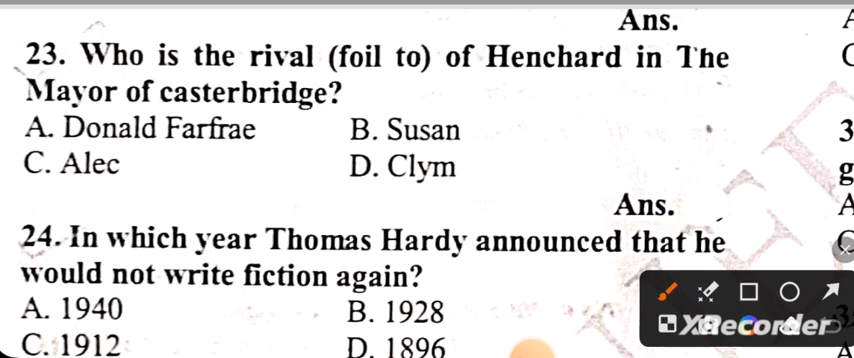 Ans.
23. Who is the rival (foil to) of Henchard in The
Mayor of casterbridge?
A. Donald Farfrae B. Susan
C. Alec D. Clym
Ans.
24. In which year Thomas Hardy announced that he
would not write fiction again?
A. 1940 B. 1928
C. 1912 D. 1896
XRecorder